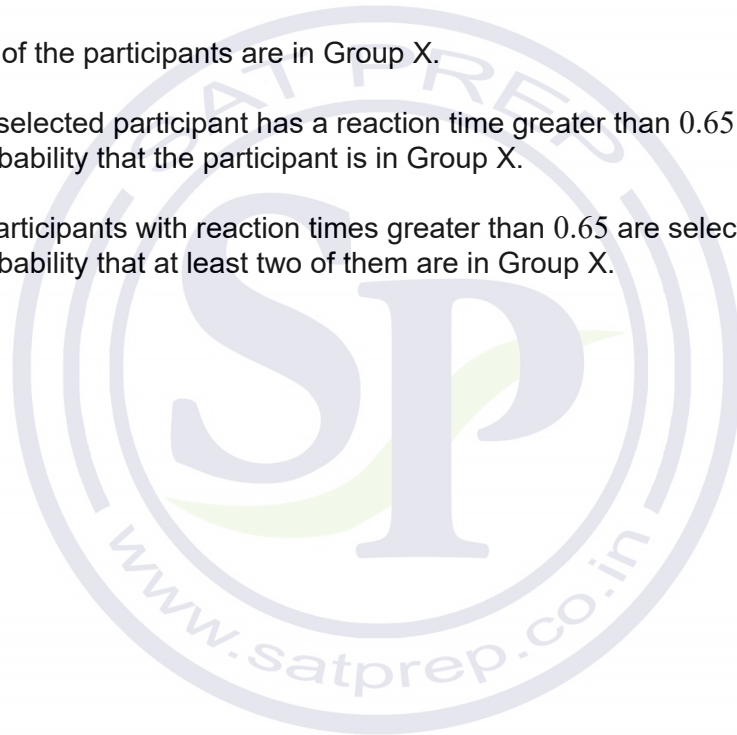 of the participants are in Group X.
selected participant has a reaction time greater than 0.65
bability that the participant is in Group X.
articipants with reaction times greater than 0.65 are selec
bability that at least two of them are in Group X.
SAT PREP
SP
www.satprep.co.in